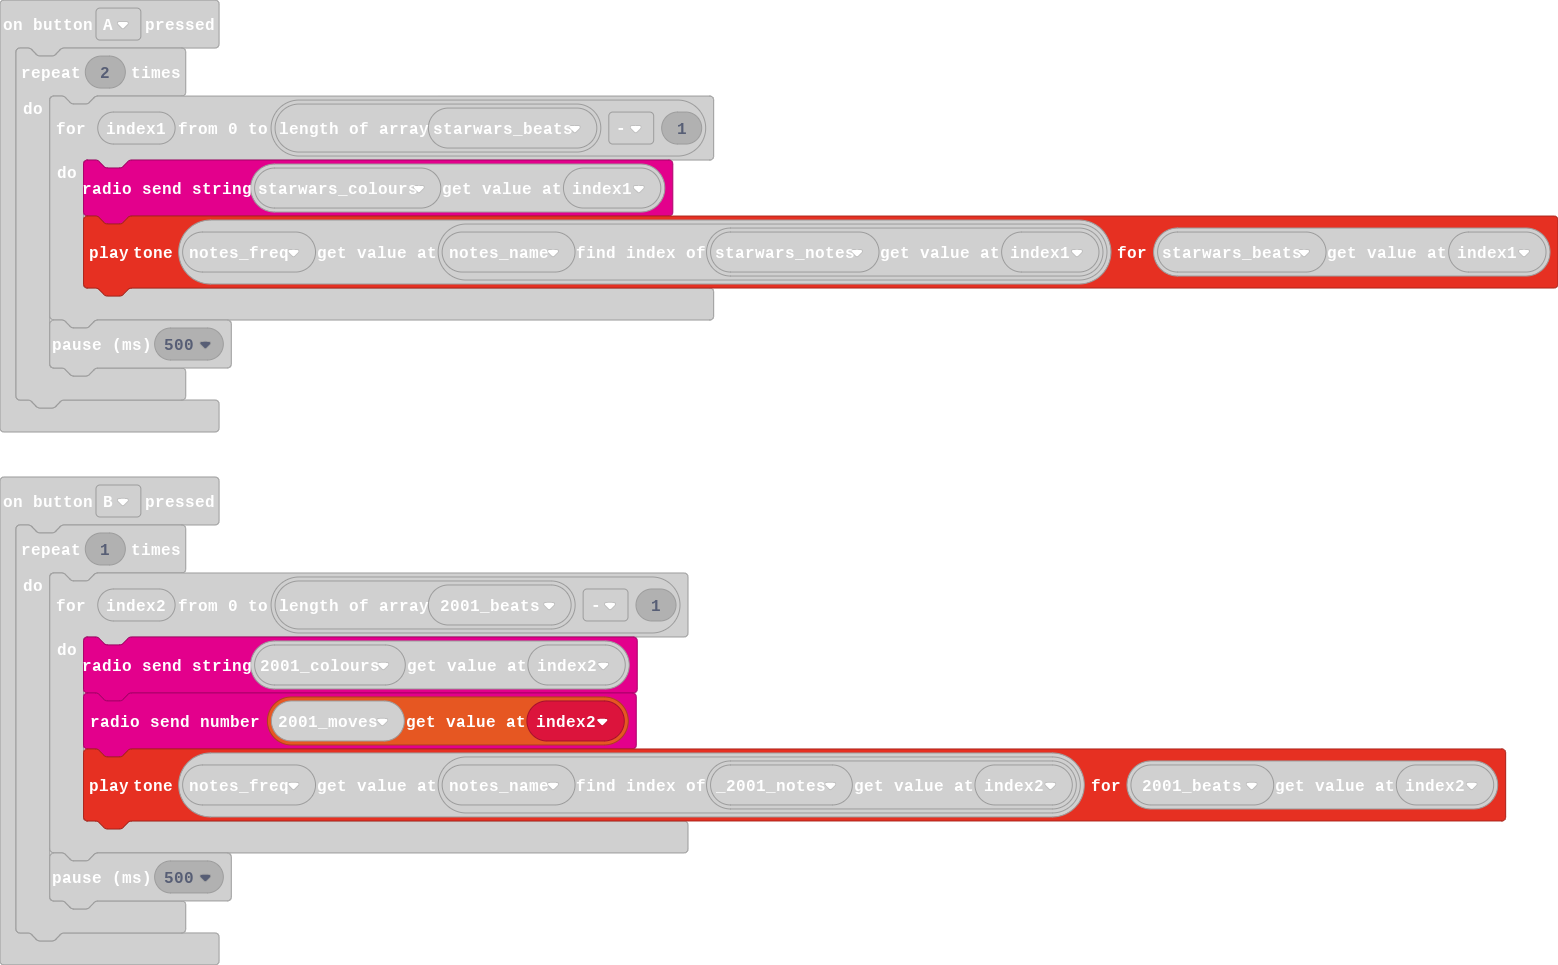 on button A pressed
repeat 2 times
do
for index1 from 0 to length of array starwars_beats - 1
do
radio send string starwars_colours get value at index1
play tone notes_freq get value at notes_name find index of starwars_notes get value at index1 for starwars_beats get value at index1
pause (ms) 500
on button B pressed
repeat 1 times
do
for index2 from 0 to length of array 2001_beats - 1
do
radio send string 2001_colours get value at index2
radio send number 2001_moves get value at index2
play tone notes_freq get value at notes_name find index of _2001_notes get value at index2 for 2001_beats get value at index2
pause (ms) 500